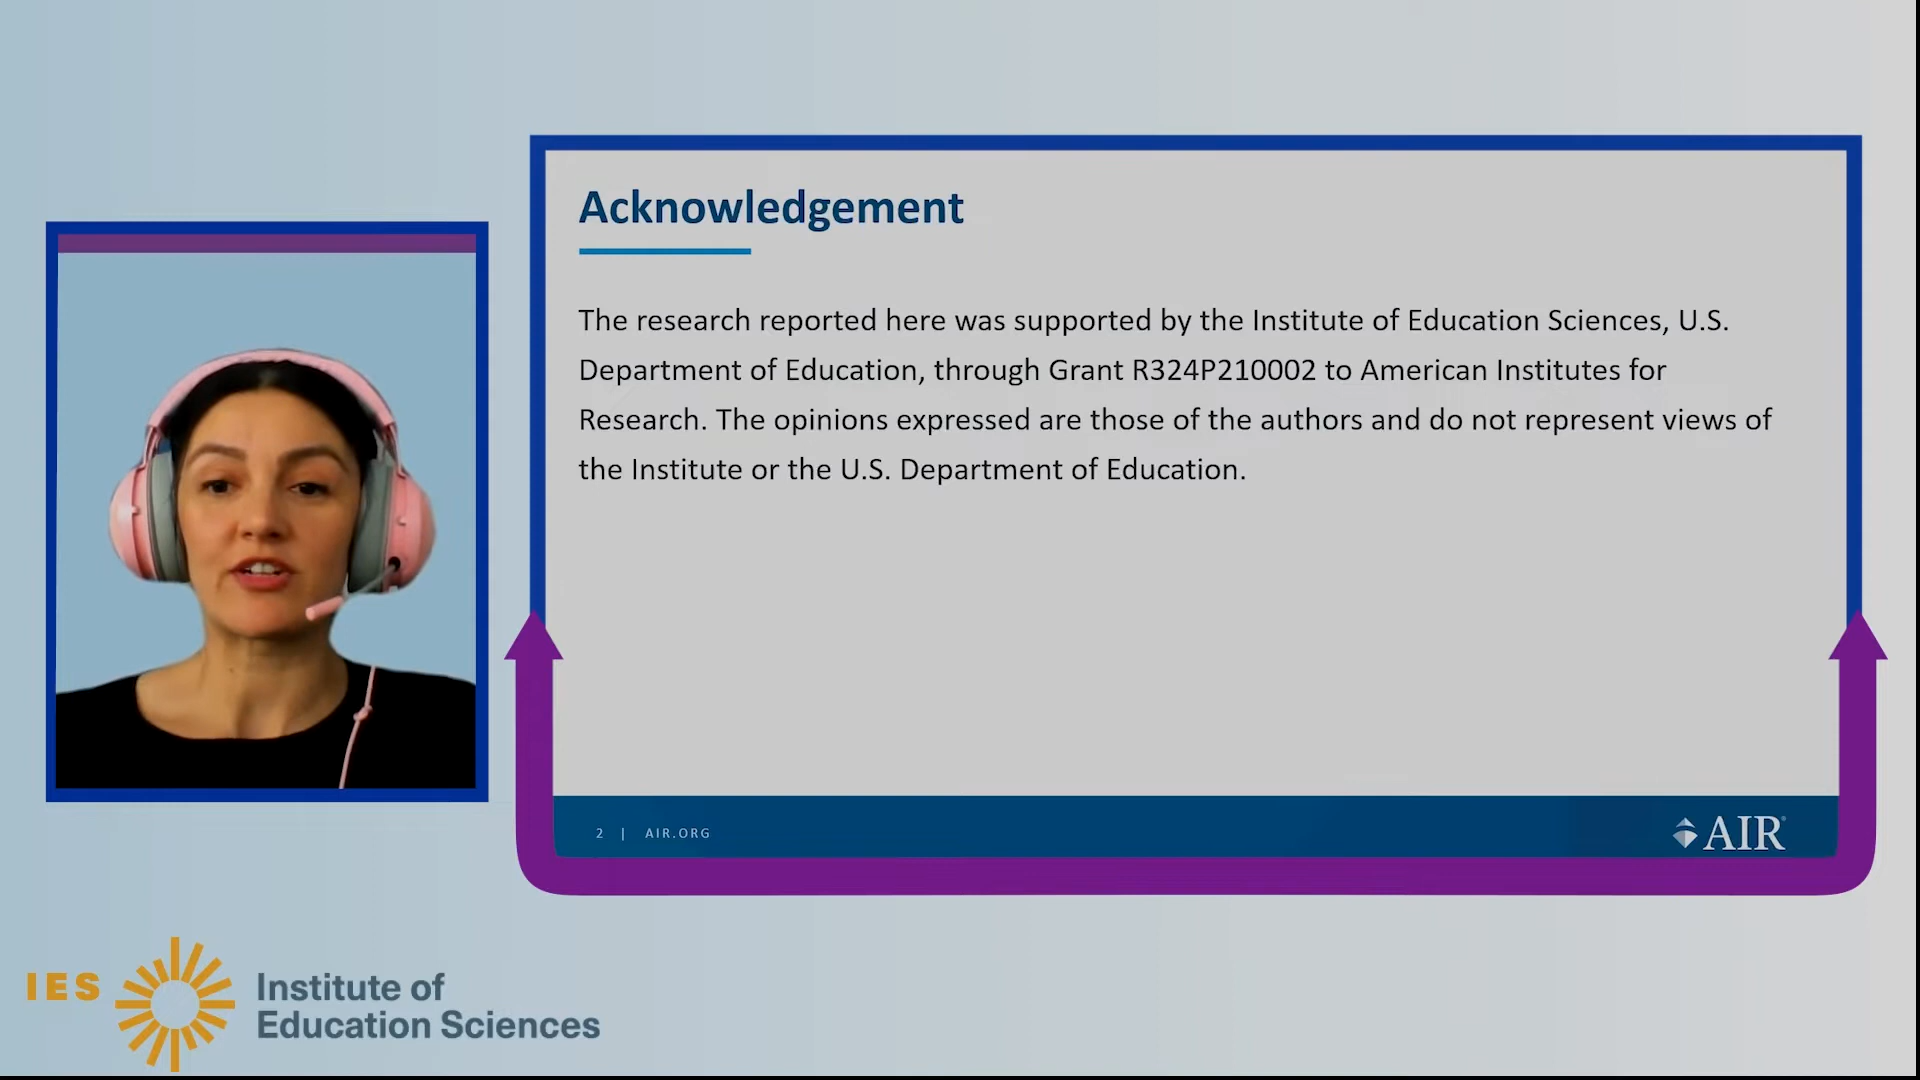 Acknowledgement
The research reported here was supported by the Institute of Education Sciences, U.S.
Department of Education, through Grant R324P210002 to American Institutes for
Research. The opinions expressed are those of the authors and do not represent views of
the Institute or the U.S. Department of Education.
2 | AIR.ORG
AIR®
IES
Institute of
Education Sciences